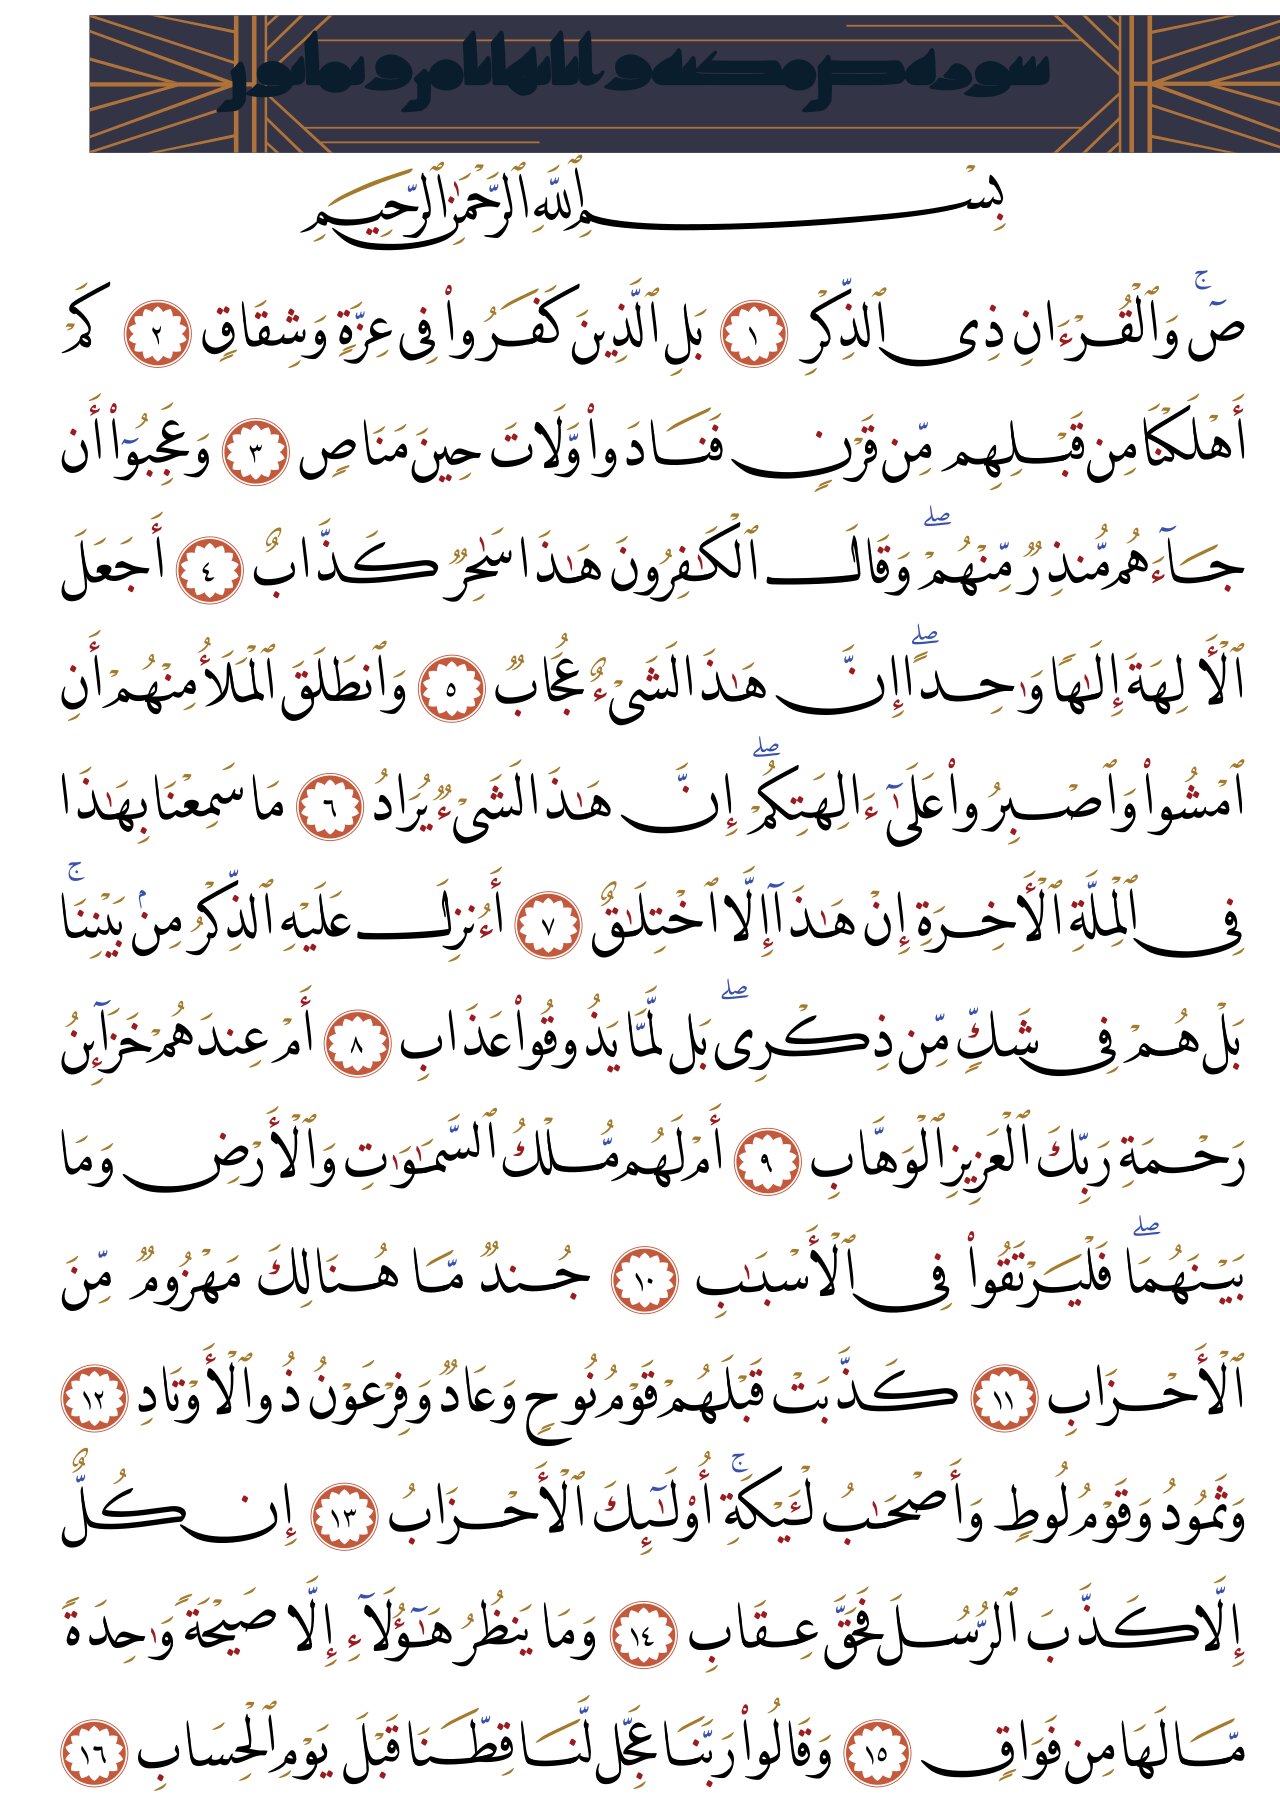 سورة ص مكية وآياتها ثمان وثمانون
بِسْمِ ٱللَّهِ ٱلرَّحْمَٰنِ ٱلرَّحِيمِ
صٓۚ وَٱلْقُرْءَانِ ذِى ٱلذِّكْرِ ١ بَلِ ٱلَّذِينَ كَفَرُوا۟ فِى عِزَّةٍۢ وَشِقَاقٍۢ ٢ كَمْ
أَهْلَكْنَا مِن قَبْلِهِم مِّن قَرْنٍۢ فَنَادَوا۟ وَّلَاتَ حِينَ مَنَاصٍۢ ٣ وَعَجِبُوٓا۟ أَن
جَآءَهُم مُّنذِرٌۭ مِّنْهُمْۖ وَقَالَ ٱلْكَٰفِرُونَ هَٰذَا سَٰحِرٌۭ كَذَّابٌ ٤ أَجَعَلَ
ٱلْأَلِهَةَ إِلَٰهًۭا وَٰحِدًاۖ إِنَّ هَٰذَا لَشَىْءٌ عُجَابٌۭ ٥ وَٱنطَلَقَ ٱلْمَلَأُ مِنْهُمْ أَنِ
ٱمْشُوا۟ وَٱصْبِرُوا۟ عَلَىٰٓ ءَالِهَتِكُمْۖ إِنَّ هَٰذَا لَشَىْءٌۭ يُرَادُ ٦ مَا سَمِعْنَا بِهَٰذَا
فِى ٱلْمِلَّةِ ٱلْأَخِرَةِ إِنْ هَٰذَآ إِلَّا ٱخْتِلَٰقٌ ٧ أَءُنزِلَ عَلَيْهِ ٱلذِّكْرُ مِنۢ بَيْنِنَاۚ
بَلْ هُمْ فِى شَكٍّۢ مِّن ذِكْرِىۖ بَل لَّمَّا يَذُوقُوا۟ عَذَابِ ٨ أَمْ عِندَهُمْ خَزَآئِنُ
رَحْمَةِ رَبِّكَ ٱلْعَزِيزِ ٱلْوَهَّابِ ٩ أَمْ لَهُم مُّلْكُ ٱلسَّمَٰوَٰتِ وَٱلْأَرْضِ وَمَا
بَيْنَهُمَاۖ فَلْيَرْتَقُوا۟ فِى ٱلْأَسْبَٰبِ ١٠ جُندٌۭ مَّا هُنَالِكَ مَهْزُومٌۭ مِّنَ
ٱلْأَحْزَابِ ١١ كَذَّبَتْ قَبْلَهُمْ قَوْمُ نُوحٍۢ وَعَادٌۭ وَفِرْعَوْنُ ذُو ٱلْأَوْتَادِ ١٢
وَثَمُودُ وَقَوْمُ لُوطٍۢ وَأَصْحَٰبُ لْـَٔيْكَةِۚ أُو۟لَٰٓئِكَ ٱلْأَحْزَابُ ١٣ إِن كُلٌّ
إِلَّا كَذَّبَ ٱلرُّسُلَ فَحَقَّ عِقَابِ ١٤ وَمَا يَنظُرُ هَٰٓؤُلَآءِ إِلَّا صَيْحَةًۭ وَٰحِدَةًۭ
مَّا لَهَا مِن فَوَاقٍۢ ١٥ وَقَالُوا۟ رَبَّنَا عَجِّل لَّنَا قِطَّنَا قَبْلَ يَوْمِ ٱلْحِسَابِ ١٦